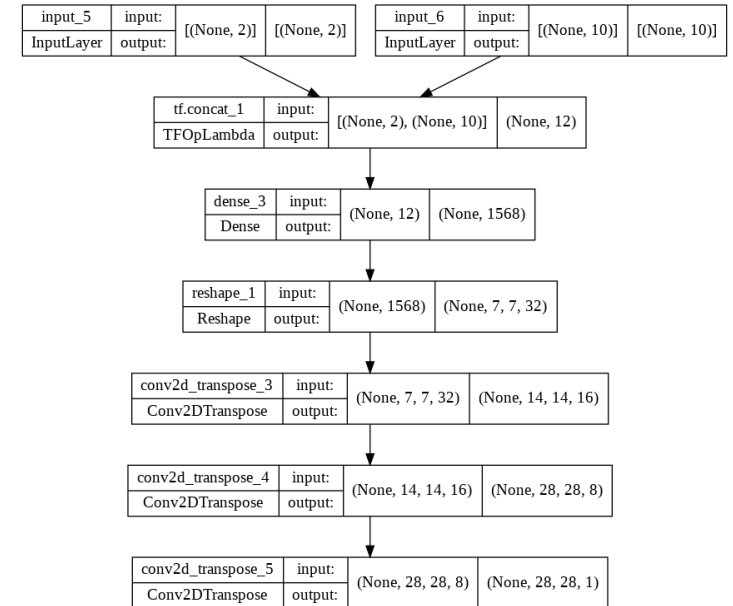 input_5 input: [(None, 2)] [(None, 2)]
InputLayer output:
input_6 input: [(None, 10)] [(None, 10)]
InputLayer output:
tf.concat_1 input: [(None, 2), (None, 10)] (None, 12)
TFOpLambda output:
dense_3 input: (None, 12) (None, 1568)
Dense output:
reshape_1 input: (None, 1568) (None, 7, 7, 32)
Reshape output:
conv2d_transpose_3 input: (None, 7, 7, 32) (None, 14, 14, 16)
Conv2DTranspose output:
conv2d_transpose_4 input: (None, 14, 14, 16) (None, 28, 28, 8)
Conv2DTranspose output:
conv2d_transpose_5 input: (None, 28, 28, 8) (None, 28, 28, 1)
Conv2DTranspose output: